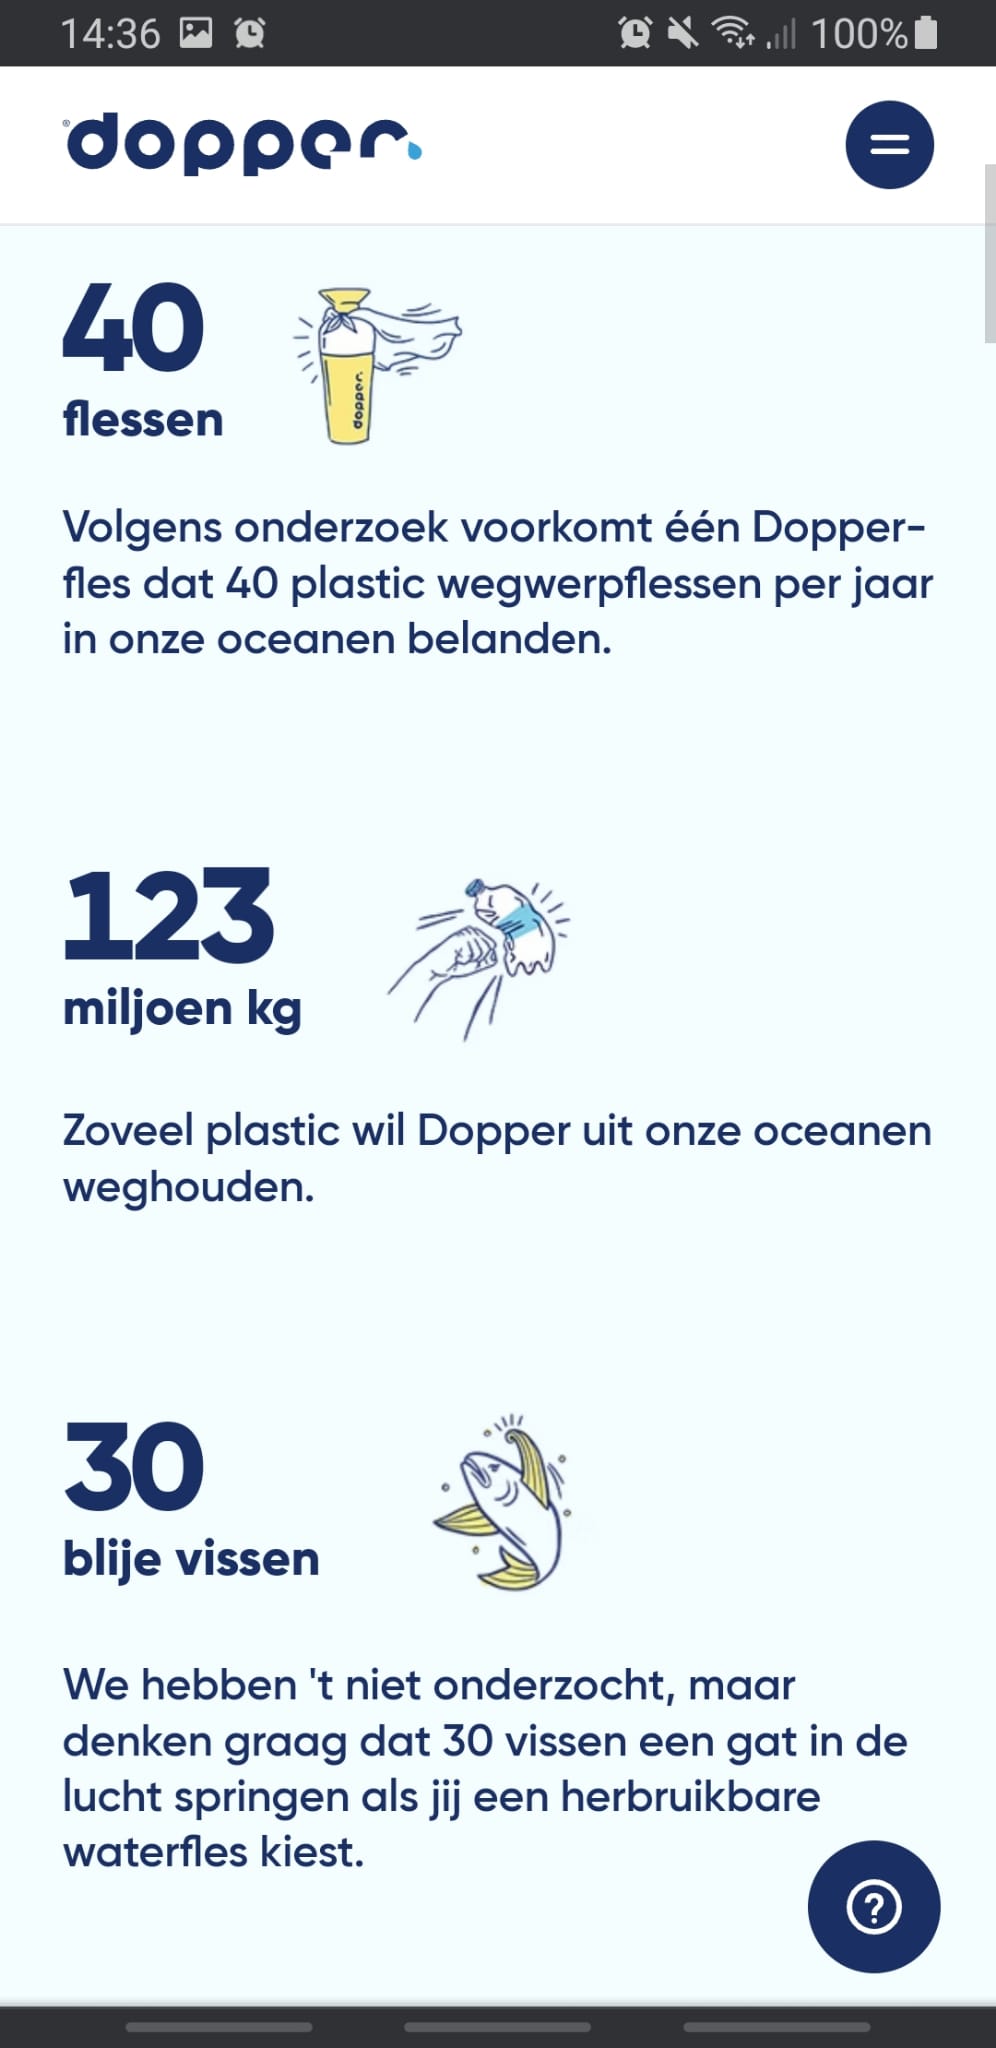 14:36 100%
® dopper
40
flessen
dopper
Volgens onderzoek voorkomt één Dopper-
fles dat 40 plastic wegwerpflessen per jaar
in onze oceanen belanden.
123
miljoen kg
Zoveel plastic wil Dopper uit onze oceanen
weghouden.
30
blije vissen
We hebben 't niet onderzocht, maar
denken graag dat 30 vissen een gat in de
lucht springen als jij een herbruikbare
waterfles kiest.
?